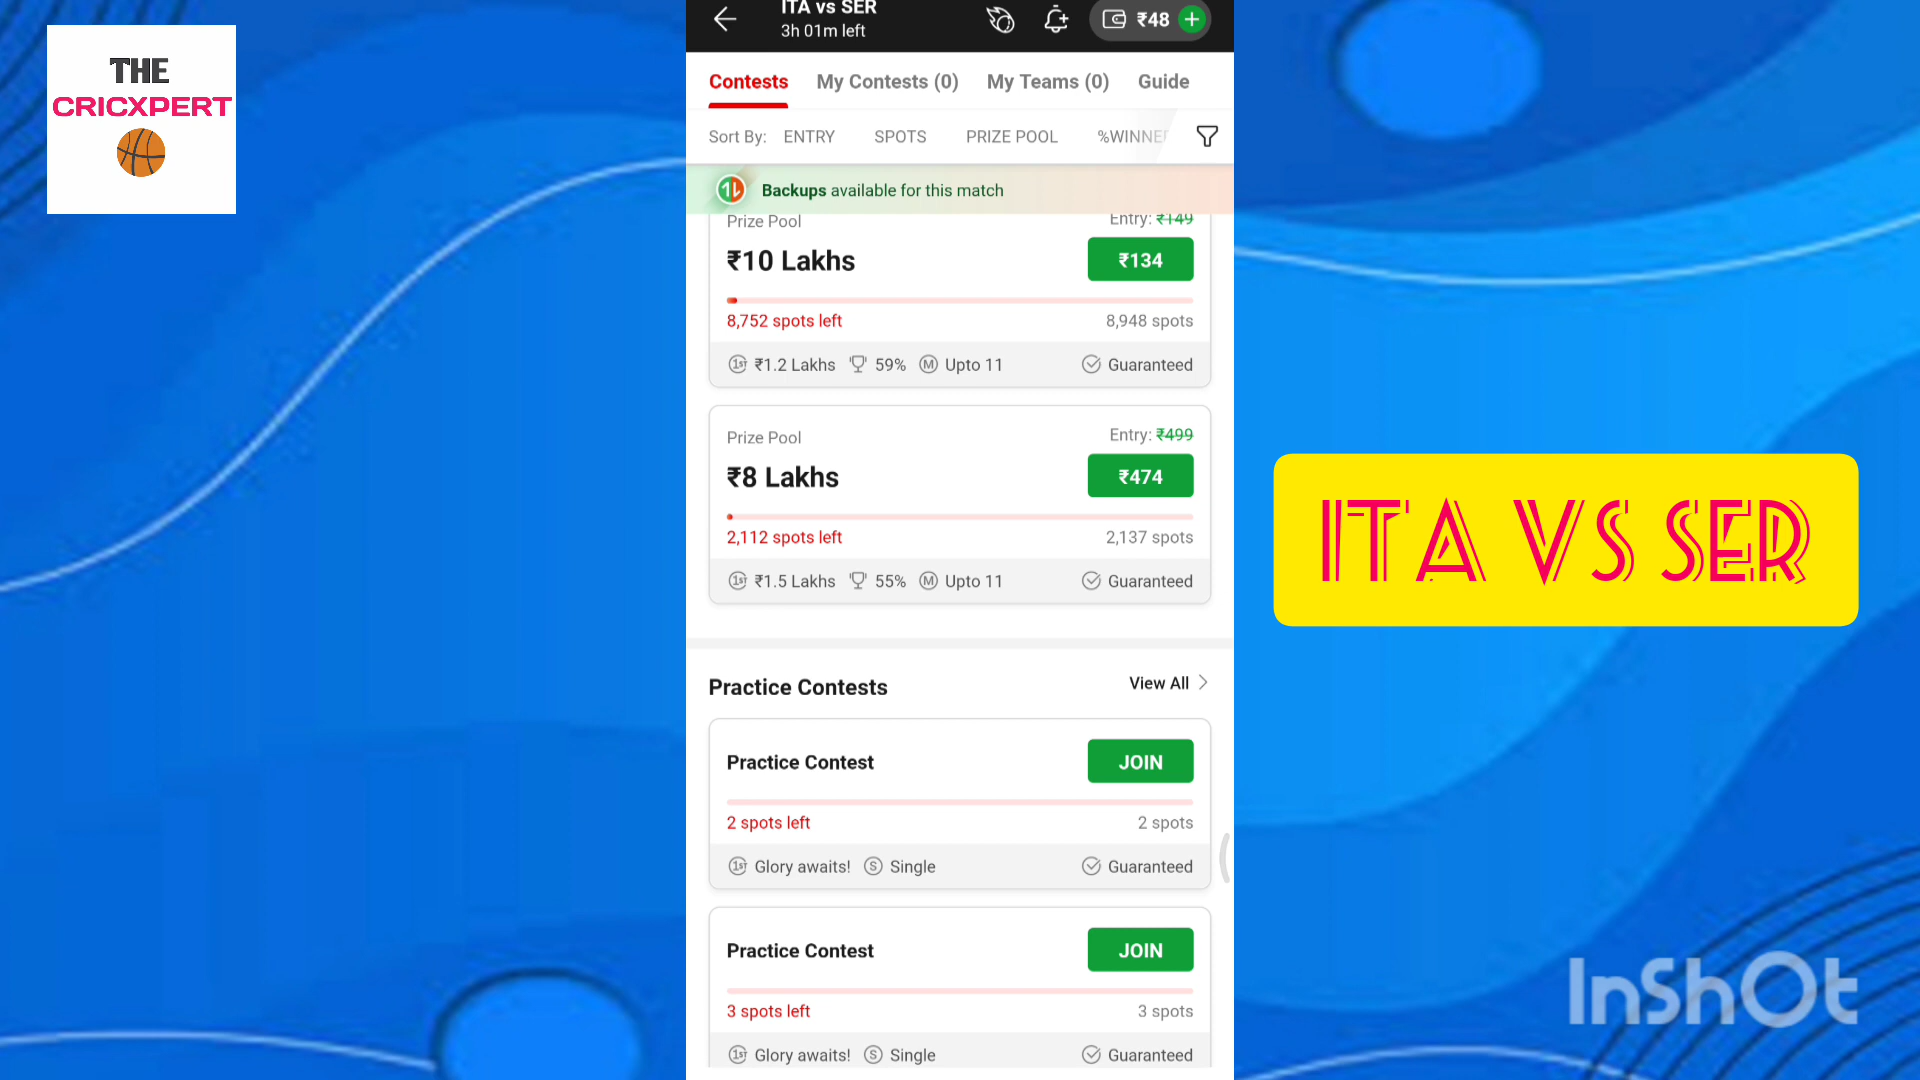 THE
CRICXPERT
ITA vs SER
3h 01m left
₹48
Contests
My Contests (0)
My Teams (0)
Guide
Sort By:
ENTRY
SPOTS
PRIZE POOL
Backups available for this match
Prize Pool
Entry: ₹149
₹10 Lakhs
₹134
8,752 spots left
8,948 spots
1st ₹1.2 Lakhs
59%
M Upto 11
Guaranteed
Prize Pool
Entry: ₹499
₹8 Lakhs
₹474
2,112 spots left
2,137 spots
1st ₹1.5 Lakhs
55%
M Upto 11
Guaranteed
Practice Contests
View All
Practice Contest
JOIN
2 spots left
2 spots
1st Glory awaits!
S Single
Guaranteed
Practice Contest
JOIN
3 spots left
3 spots
1st Glory awaits!
S Single
Guaranteed
ITA VS SER
InShOt